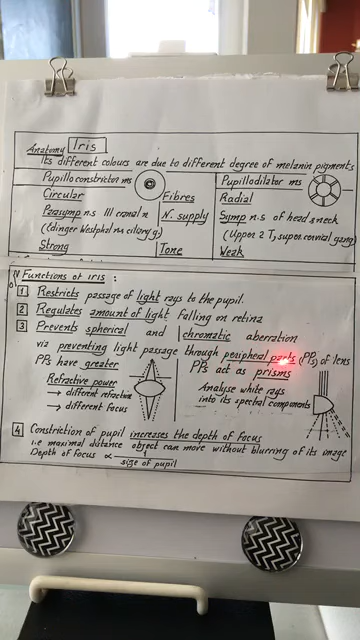 Anatomy Iris
Its different colours are due to different degree of melanin pigments
Pupilloconstrictor ms
Pupillodilator ms
Circular Fibres Radial
Parasymp n.s III cranial n N. supply Symp n.s of head & neck
(Edinger Westphal nu ciliary g) (Upper 2 T, super. cervical gang)
Strong Tone Weak
Functions of iris :
1 Restricts passage of light rays to the pupil.
2 Regulates amount of light falling on retina
3 Prevents spherical and chromatic aberration
via preventing light passage through peripheral parts (PPs) of lens
PPs have greater
Refractive power
→ different refraction
→ different focus
PPs act as prisms
Analyse white rays
into its spectral components
4 Constriction of pupil increases the depth of focus
i.e maximal distance object can move without blurring of its image
Depth of focus ∝ 1
size of pupil